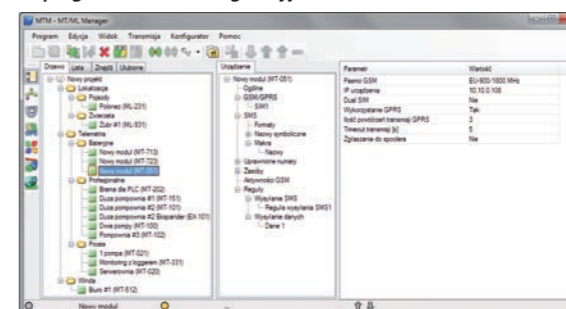 MTM - MT/ML Manager
Program Edycja Widok Transmisja Konfigurator Pomoc
Drzewo Lista Znajdź Ulubione
Nowy projekt
Lokalizacja
Pojazdy
Polonez (ML-231)
Zwierzęta
Żubr #1 (ML-931)
Telemetria
Bateryjne
Nowy moduł (MT-713)
Nowy moduł (MT-723)
Nowy moduł (MT-051)
Profesjonalne
Brama dla PLC (MT-202)
Duża pompownia #1 (MT-151)
Duża pompownia #2 (MT-101)
Duża pompownia #2 Ekspander (EX-101)
Dwie pompy (MT-100)
Pompownia #3 (MT-102)
Proste
1 pompa (MT-021)
Monitoring z loggerem (MT-331)
Serwerownia (MT-020)
Winda
Biuro #1 (MT-512)
Urządzenie
Nowy moduł (MT-051)
Ogólne
GSM/GPRS
SIM1
SMS
Formaty
Nazwy symboliczne
Makra
Nazwy
Uprawnione numery
Zasoby
Aktywności GSM
Reguły
Wysyłanie SMS
Reguła wysyłania SMS1
Wysyłanie danych
Dane 1
Parametr Wartość
Pasmo GSM EU-900/1800 MHz
IP urządzenia 10.10.0.108
Dual SIM Nie
Wykorzystanie GPRS Tak
Ilość powtórzeń transmisji GPRS 3
Timeout transmisji [s] 5
Zgłaszanie do spoolera Nie
Nowy moduł